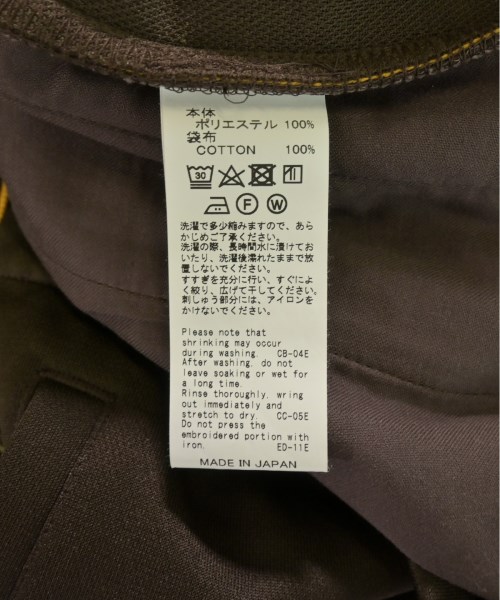 本体
ポリエステル 100%
袋布
COTTON 100%
30
F W
洗濯で多少縮みますので、あら
かじめご了承ください。
洗濯の際、長時間水に漬けてお
いたり、洗濯後濡れたままで放
置しないでください。
すすぎを充分に行い、すぐによ
く絞り、広げて干してください。
刺しゅう部分には、アイロンを
かけないでください。
Please note that
shrinking may occur
during washing. CB-04E
After washing, do not
leave soaking or wet for
a long time.
Rinse thoroughly, wring
out immediately and
stretch to dry. CC-05E
Do not press the
embroidered portion with
iron. ED-11E
MADE IN JAPAN